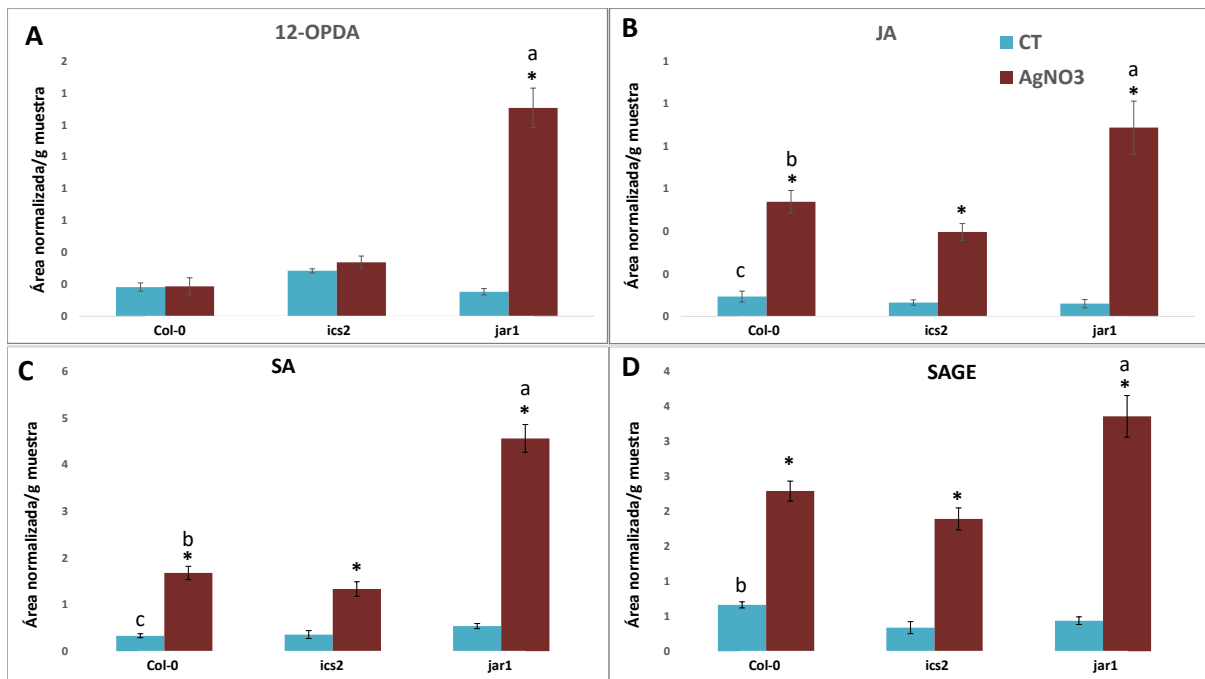 A
12-OPDA
Área normalizada/g muestra
2
1
1
1
1
1
0
0
0
a
*
Col-0
ics2
jar1
B
JA
CT
AgNO3
Área normalizada/g muestra
1
1
1
1
0
0
0
c
b
*
*
a
*
Col-0
ics2
jar1
C
SA
Área normalizada/g muestra
6
5
4
3
2
1
0
c
b
*
*
a
*
Col-0
ics2
jar1
D
SAGE
Área normalizada/g muestra
4
4
3
3
2
2
1
1
0
b
*
*
a
*
Col-0
ics2
jar1